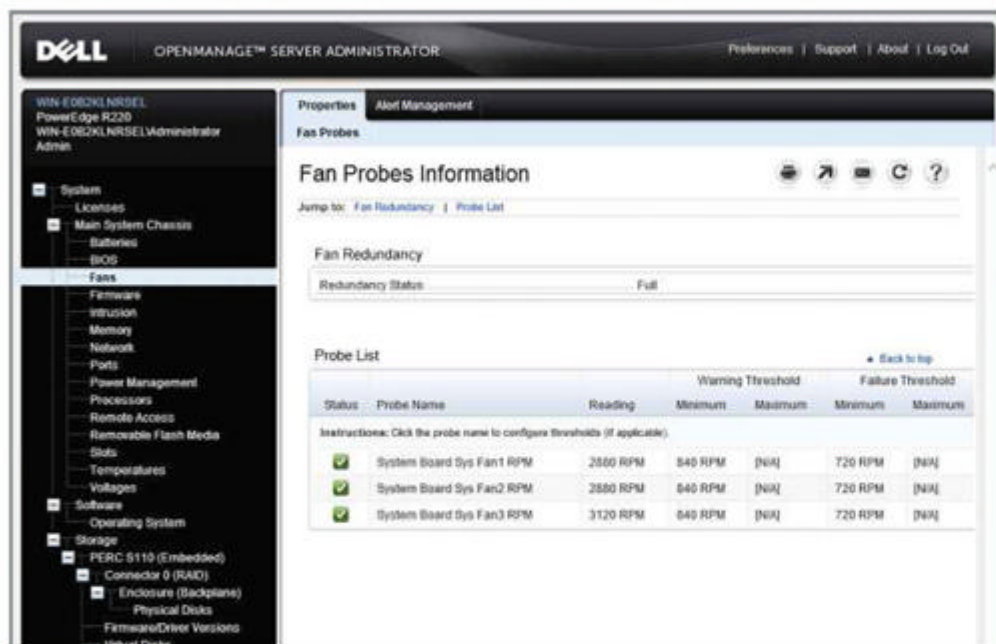 DELL OPENMANAGE™ SERVER ADMINISTRATOR Preferences | Support | About | Log Out
WIN-E0B2KLNRSEL
PowerEdge R220
WIN-E0B2KLNRSEL\Administrator
Admin
System
Licenses
Main System Chassis
Batteries
BIOS
Fans
Firmware
Intrusion
Memory
Network
Ports
Power Management
Processors
Remote Access
Removable Flash Media
Slots
Temperatures
Voltages
Software
Operating System
Storage
PERC S110 (Embedded)
Connector 0 (RAID)
Enclosure (Backplane)
Physical Disks
Firmware/Driver Versions
Virtual Disks
Properties Alert Management
Fan Probes
Fan Probes Information
Jump to: Fan Redundancy | Probe List
Fan Redundancy
Redundancy Status Full
Probe List
Back to top
Warning Threshold Failure Threshold
Status Probe Name Reading Minimum Maximum Minimum Maximum
Instructions: Click the probe name to configure thresholds (if applicable).
System Board Sys Fan1 RPM 2880 RPM 840 RPM [N/A] 720 RPM [N/A]
System Board Sys Fan2 RPM 2880 RPM 840 RPM [N/A] 720 RPM [N/A]
System Board Sys Fan3 RPM 3120 RPM 840 RPM [N/A] 720 RPM [N/A]